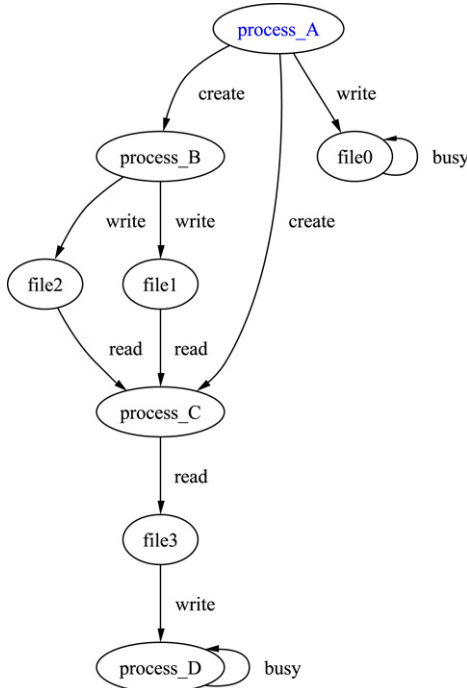 process_A
create
write
process_B
file0
busy
write
write
create
file2
file1
read
read
process_C
read
file3
write
process_D
busy